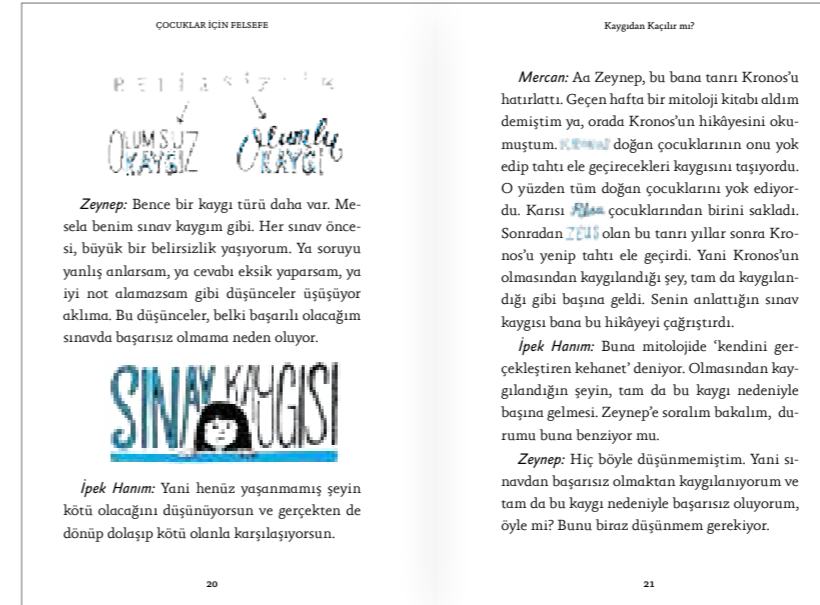 ÇOCUKLAR İÇİN FELSEFE
BELİRSİZLİK
OLUMSUZ Olumlu
KAYGI KAYGI
Zeynep: Bence bir kaygı türü daha var. Me-
sela benim sınav kaygım gibi. Her sınav önce-
si, büyük bir belirsizlik yaşıyorum. Ya soruyu
yanlış anlarsam, ya cevabı eksik yaparsam, ya
iyi not alamazsam gibi düşünceler üşüşüyor
aklıma. Bu düşünceler, belki başarılı olacağım
sınavda başarısız olmama neden oluyor.
SINAV KAYGISI
İpek Hanım: Yani henüz yaşanmamış şeyin
kötü olacağını düşünüyorsun ve gerçekten de
dönüp dolaşıp kötü olanla karşılaşıyorsun.
20
Kaygıdan Kaçılır mı?
Mercan: Aa Zeynep, bu bana tanrı Kronos’u
hatırlattı. Geçen hafta bir mitoloji kitabı aldım
demiştim ya, orada Kronos’un hikâyesini oku-
muştum. KRONOS doğan çocuklarının onu yok
edip tahtı ele geçirecekleri kaygısını taşıyordu.
O yüzden tüm doğan çocuklarını yok ediyor-
du. Karısı Rhea çocuklarından birini sakladı.
Sonradan ZEUS olan bu tanrı yıllar sonra Kro-
nos’u yenip tahtı ele geçirdi. Yani Kronos’un
olmasından kaygılandığı şey, tam da kaygılan-
dığı gibi başına geldi. Senin anlattığın sınav
kaygısı bana bu hikâyeyi çağrıştırdı.
İpek Hanım: Buna mitolojide ‘kendini ger-
çekleştiren kehanet’ deniyor. Olmasından kay-
gılandığın şeyin, tam da bu kaygı nedeniyle
başına gelmesi. Zeynep’e soralım bakalım, du-
rumu buna benziyor mu.
Zeynep: Hiç böyle düşünmemiştim. Yani sı-
navdan başarısız olmaktan kaygılanıyorum ve
tam da bu kaygı nedeniyle başarısız oluyorum,
öyle mi? Bunu biraz düşünmem gerekiyor.
21